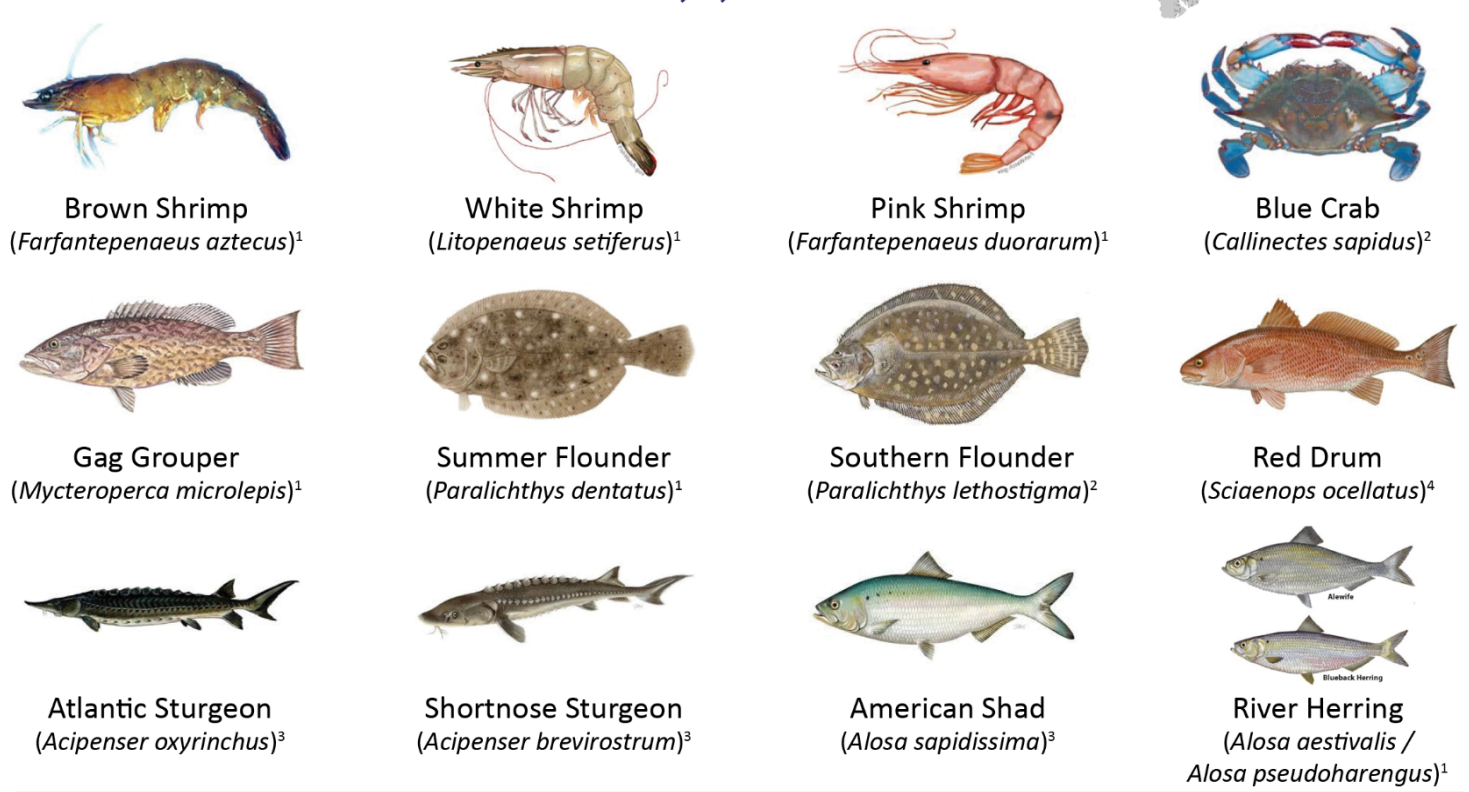 Brown Shrimp
(Farfantepenaeus aztecus)¹
White Shrimp
(Litopenaeus setiferus)¹
Pink Shrimp
(Farfantepenaeus duorarum)¹
Blue Crab
(Callinectes sapidus)²
Gag Grouper
(Mycteroperca microlepis)¹
Summer Flounder
(Paralichthys dentatus)¹
Southern Flounder
(Paralichthys lethostigma)²
Red Drum
(Sciaenops ocellatus)⁴
Atlantic Sturgeon
(Acipenser oxyrinchus)³
Shortnose Sturgeon
(Acipenser brevirostrum)³
American Shad
(Alosa sapidissima)³
Alewife
Blueback Herring
River Herring
(Alosa aestivalis /
Alosa pseudoharengus)¹